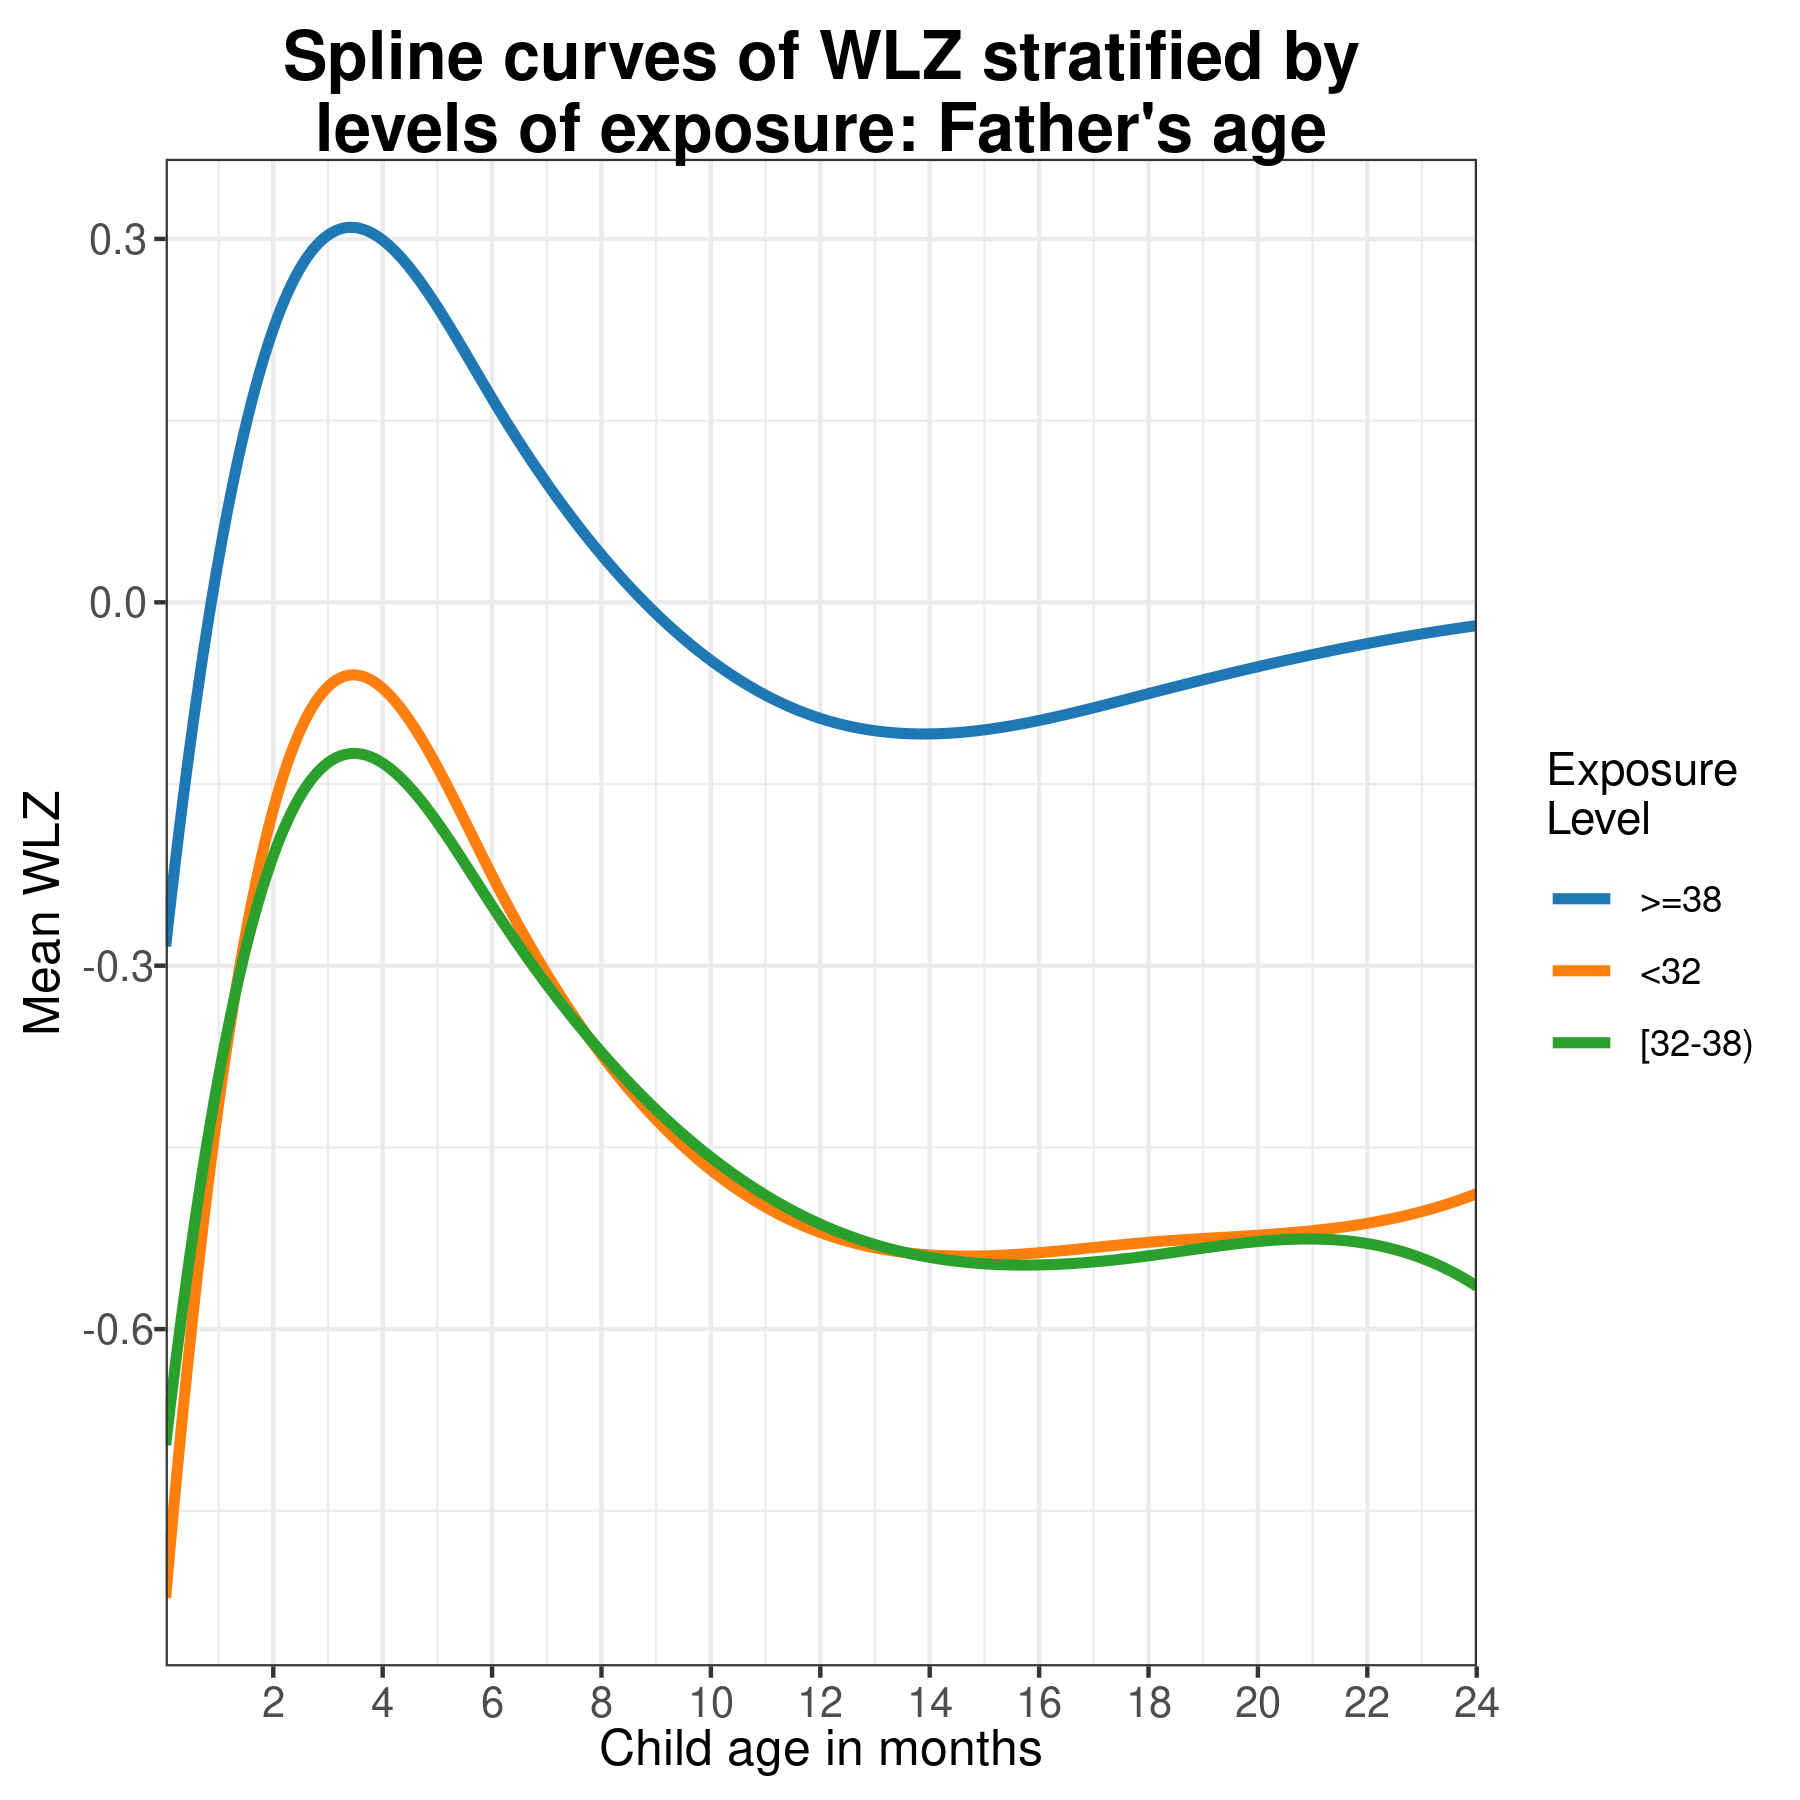 Spline curves of WLZ stratified by
levels of exposure: Father's age
Mean WLZ
0.3
0.0
-0.3
-0.6
2 4 6 8 10 12 14 16 18 20 22 24
Child age in months
Exposure
Level
>=38
<32
[32-38)